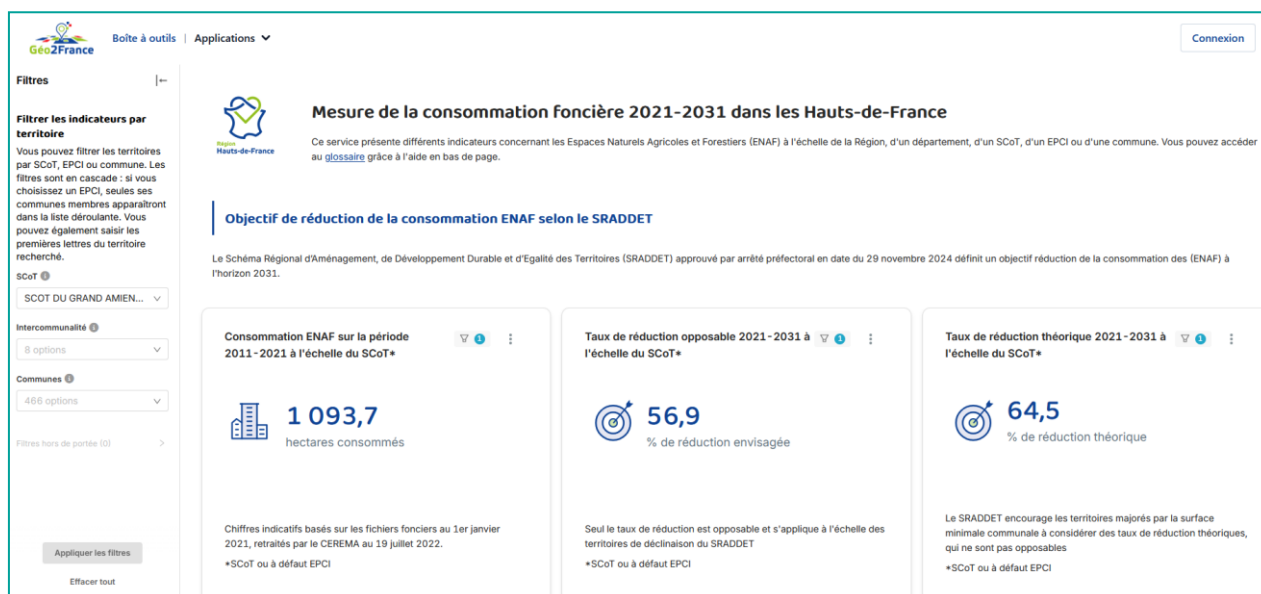 Géo2France
Boîte à outils | Applications
Connexion
Filtres
Filtrer les indicateurs par
territoire
Vous pouvez filtrer les territoires
par SCoT, EPCI ou commune. Les
filtres sont en cascade : si vous
choisissez un EPCI, seules ses
communes membres apparaîtront
dans la liste déroulante. Vous
pouvez également saisir les
premières lettres du territoire
recherché.
SCoT
SCOT DU GRAND AMIEN...
Intercommunalité
8 options
Communes
466 options
Filtres hors de portée (0)
Appliquer les filtres
Effacer tout
Région
Hauts-de-France
Mesure de la consommation foncière 2021-2031 dans les Hauts-de-France
Ce service présente différents indicateurs concernant les Espaces Naturels Agricoles et Forestiers (ENAF) à l'échelle de la Région, d'un département, d'un SCoT, d'un EPCI ou d'une commune. Vous pouvez accéder
au glossaire grâce à l'aide en bas de page.
Objectif de réduction de la consommation ENAF selon le SRADDET
Le Schéma Régional d'Aménagement, de Développement Durable et d'Egalité des Territoires (SRADDET) approuvé par arrêté préfectoral en date du 29 novembre 2024 définit un objectif réduction de la consommation des (ENAF) à
l'horizon 2031.
Consommation ENAF sur la période
2011-2021 à l'échelle du SCoT*
1
1 093,7
hectares consommés
Chiffres indicatifs basés sur les fichiers fonciers au 1er janvier
2021, retraités par le CEREMA au 19 juillet 2022.
*SCoT ou à défaut EPCI
Taux de réduction opposable 2021-2031 à
l'échelle du SCoT*
1
56,9
% de réduction envisagée
Seul le taux de réduction est opposable et s'applique à l'échelle des
territoires de déclinaison du SRADDET
*SCoT ou à défaut EPCI
Taux de réduction théorique 2021-2031 à
l'échelle du SCoT*
1
64,5
% de réduction théorique
Le SRADDET encourage les territoires majorés par la surface
minimale communale à considérer des taux de réduction théoriques,
qui ne sont pas opposables
*SCoT ou à défaut EPCI